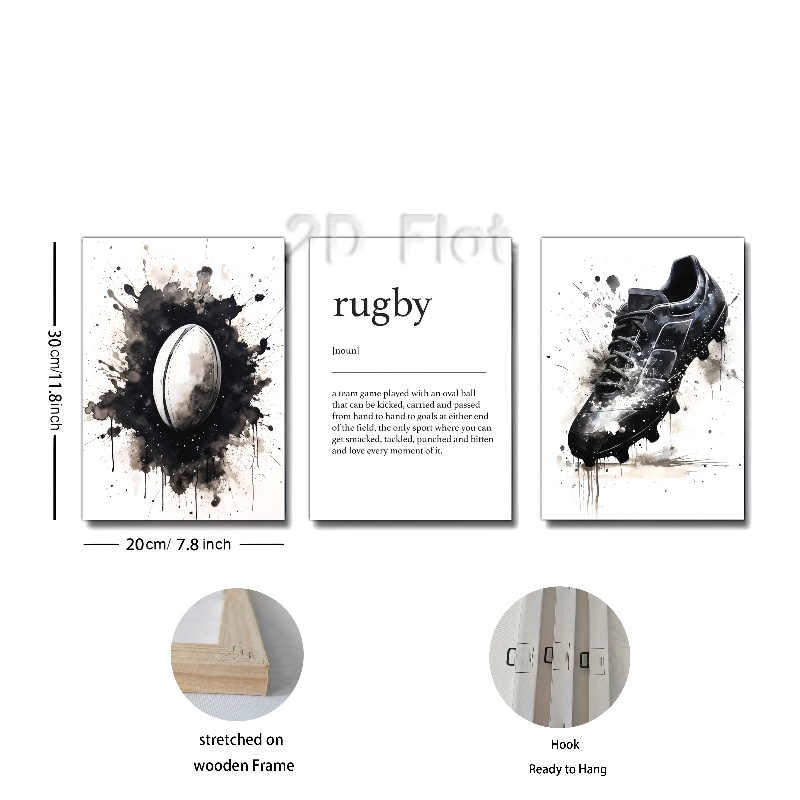 2D Flat
rugby
[noun]
a team game played with an oval ball
that can be kicked, carried and passed
from hand to hand to goals at either end
of the field, the only sport where you can
get smacked, tackled, punched and bitten
and love every moment of it.
30cm/11.8inch
20cm/ 7.8 inch
stretched on
wooden Frame
Hook
Ready to Hang